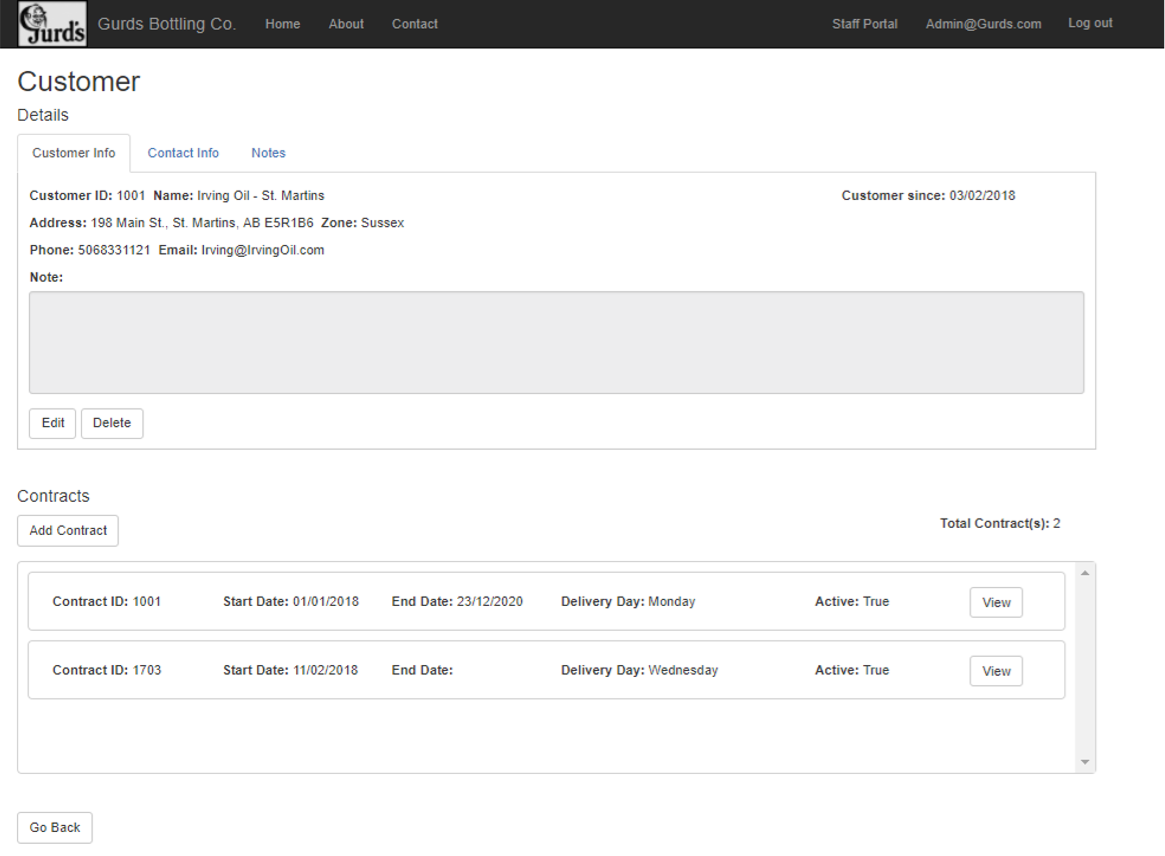 Gurd's Gurds Bottling Co. Home About Contact Staff Portal Admin@Gurds.com Log out
Customer
Details
Customer Info Contact Info Notes
Customer ID: 1001 Name: Irving Oil - St. Martins Customer since: 03/02/2018
Address: 198 Main St., St. Martins, AB E5R1B6 Zone: Sussex
Phone: 5068331121 Email: Irving@IrvingOil.com
Note:
Edit Delete
Contracts
Add Contract Total Contract(s): 2
Contract ID: 1001 Start Date: 01/01/2018 End Date: 23/12/2020 Delivery Day: Monday Active: True View
Contract ID: 1703 Start Date: 11/02/2018 End Date: Delivery Day: Wednesday Active: True View
Go Back